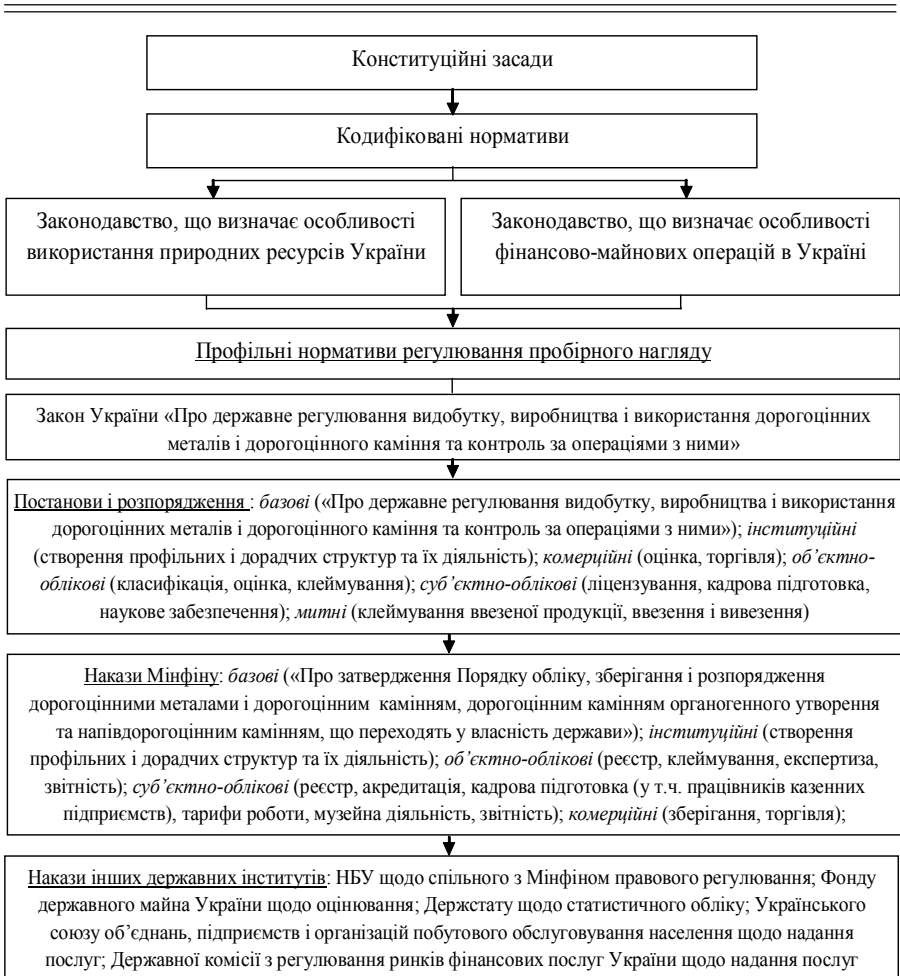 Конституційні засади
Кодифіковані нормативи
Законодавство, що визначає особливості
використання природних ресурсів України
Законодавство, що визначає особливості
фінансово-майнових операцій в Україні
Профільні нормативи регулювання пробірного нагляду
Закон України «Про державне регулювання видобутку, виробництва і використання дорогоцінних
металів і дорогоцінного каміння та контроль за операціями з ними»
Постанови і розпорядження : базові («Про державне регулювання видобутку, виробництва і використання
дорогоцінних металів і дорогоцінного каміння та контроль за операціями з ними»); інституційні
(створення профільних і дорадчих структур та їх діяльність); комерційні (оцінка, торгівля); об’єктно-
облікові (класифікація, оцінка, клеймування); суб’єктно-облікові (ліцензування, кадрова підготовка,
наукове забезпечення); митні (клеймування ввезеної продукції, ввезення і вивезення)
Накази Мінфіну: базові («Про затвердження Порядку обліку, зберігання і розпорядження
дорогоцінними металами і дорогоцінним камінням, дорогоцінним камінням органогенного утворення
та напівдорогоцінним камінням, що переходять у власність держави»); інституційні (створення
профільних і дорадчих структур та їх діяльність); об’єктно-облікові (реєстр, клеймування, експертиза,
звітність); суб’єктно-облікові (реєстр, акредитація, кадрова підготовка (у т.ч. працівників казенних
підприємств), тарифи роботи, музейна діяльність, звітність); комерційні (зберігання, торгівля);
Накази інших державних інститутів: НБУ щодо спільного з Мінфіном правового регулювання; Фонду
державного майна України щодо оцінювання; Держстату щодо статистичного обліку; Українського
союзу об’єднань, підприємств і організацій побутового обслуговування населення щодо надання
послуг; Державної комісії з регулювання ринків фінансових послуг України щодо надання послуг